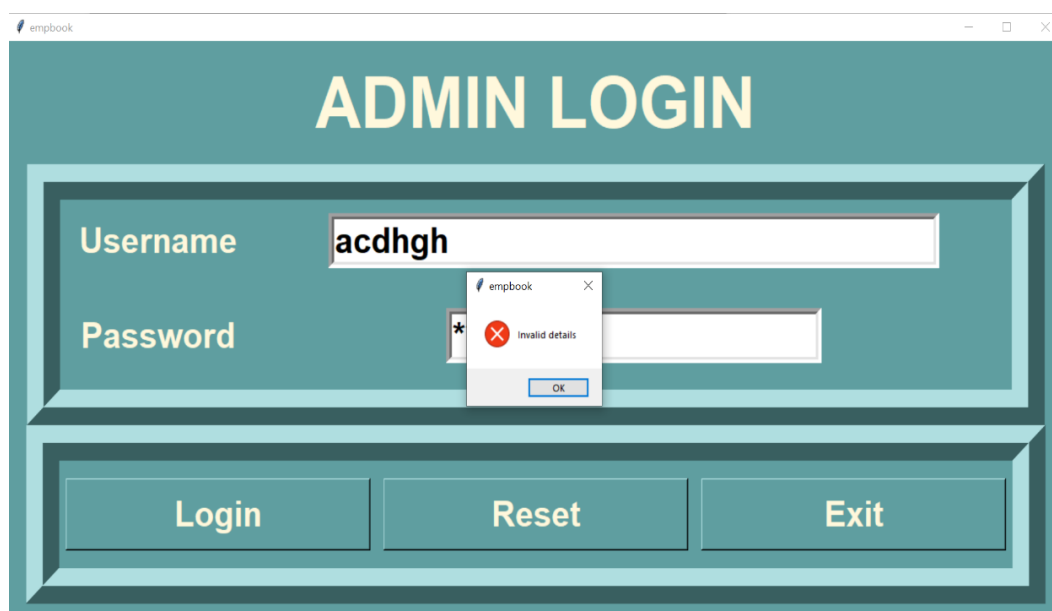 empbook
ADMIN LOGIN
Username
acdhgh
empbook
Invalid details
Password
*
OK
Login
Reset
Exit